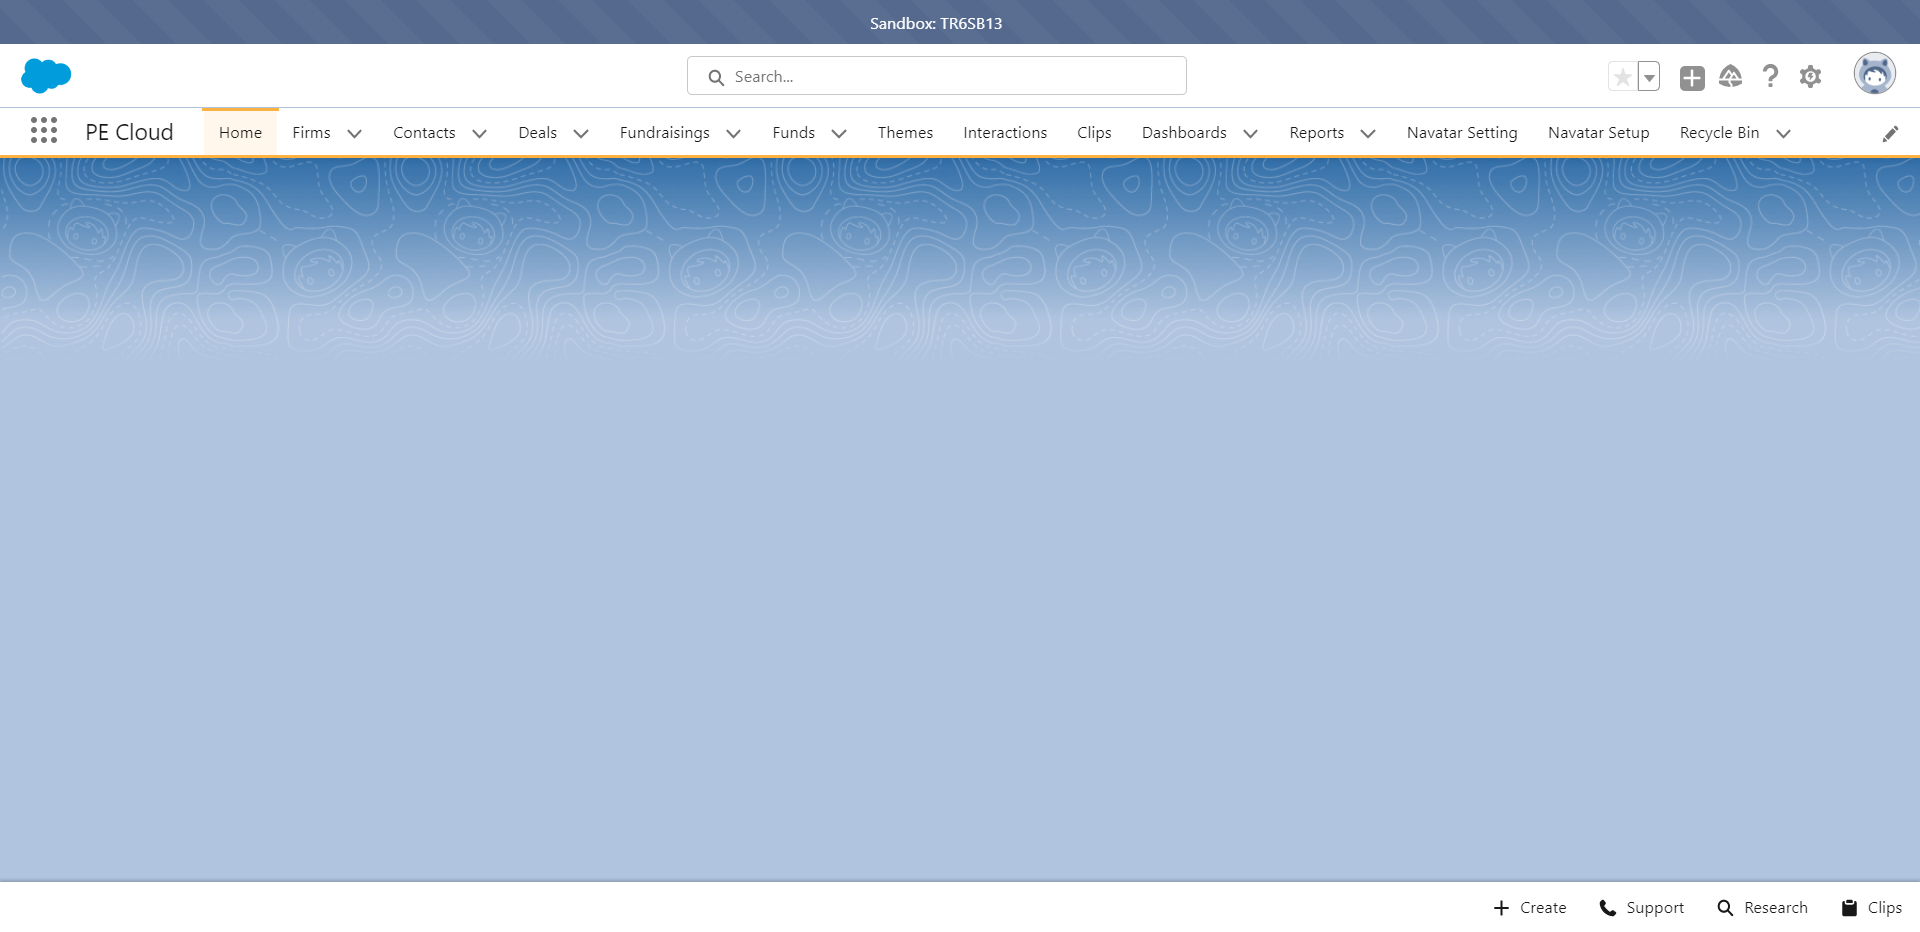 Sandbox: TR6SB13
Search...
PE Cloud Home Firms Contacts Deals Fundraisings Funds Themes Interactions Clips Dashboards Reports Navatar Setting Navatar Setup Recycle Bin
Create Support Research Clips